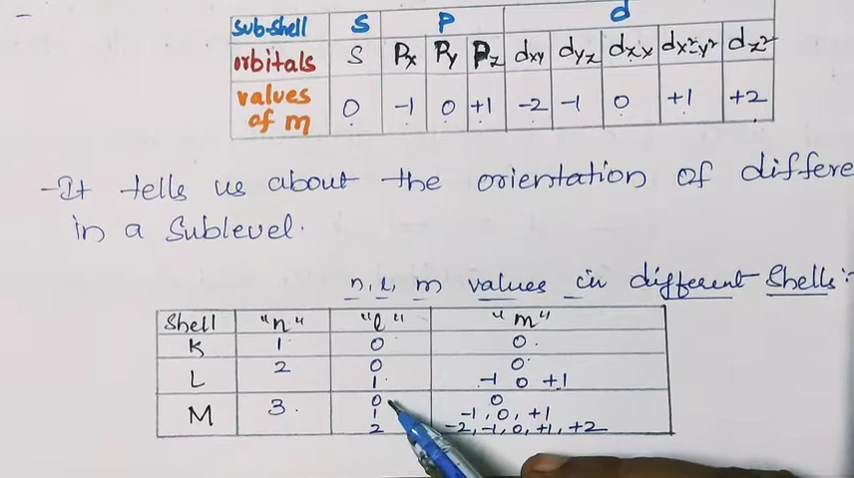 Sub-shell S P d
orbitals S Px Py Pz dxy dyz dzx dx²-y² dz²
values of m 0 -1 0 +1 -2 -1 0 +1 +2
-It tells us about the orientation of differe
in a Sublevel.
n, l, m values in different Shells:-
Shell "n" "l" "m"
K 1 0 0
L 2 0 0
1 -1 0 +1
M 3 0 0
1 -1, 0, +1
2 -2, -1, 0, +1, +2